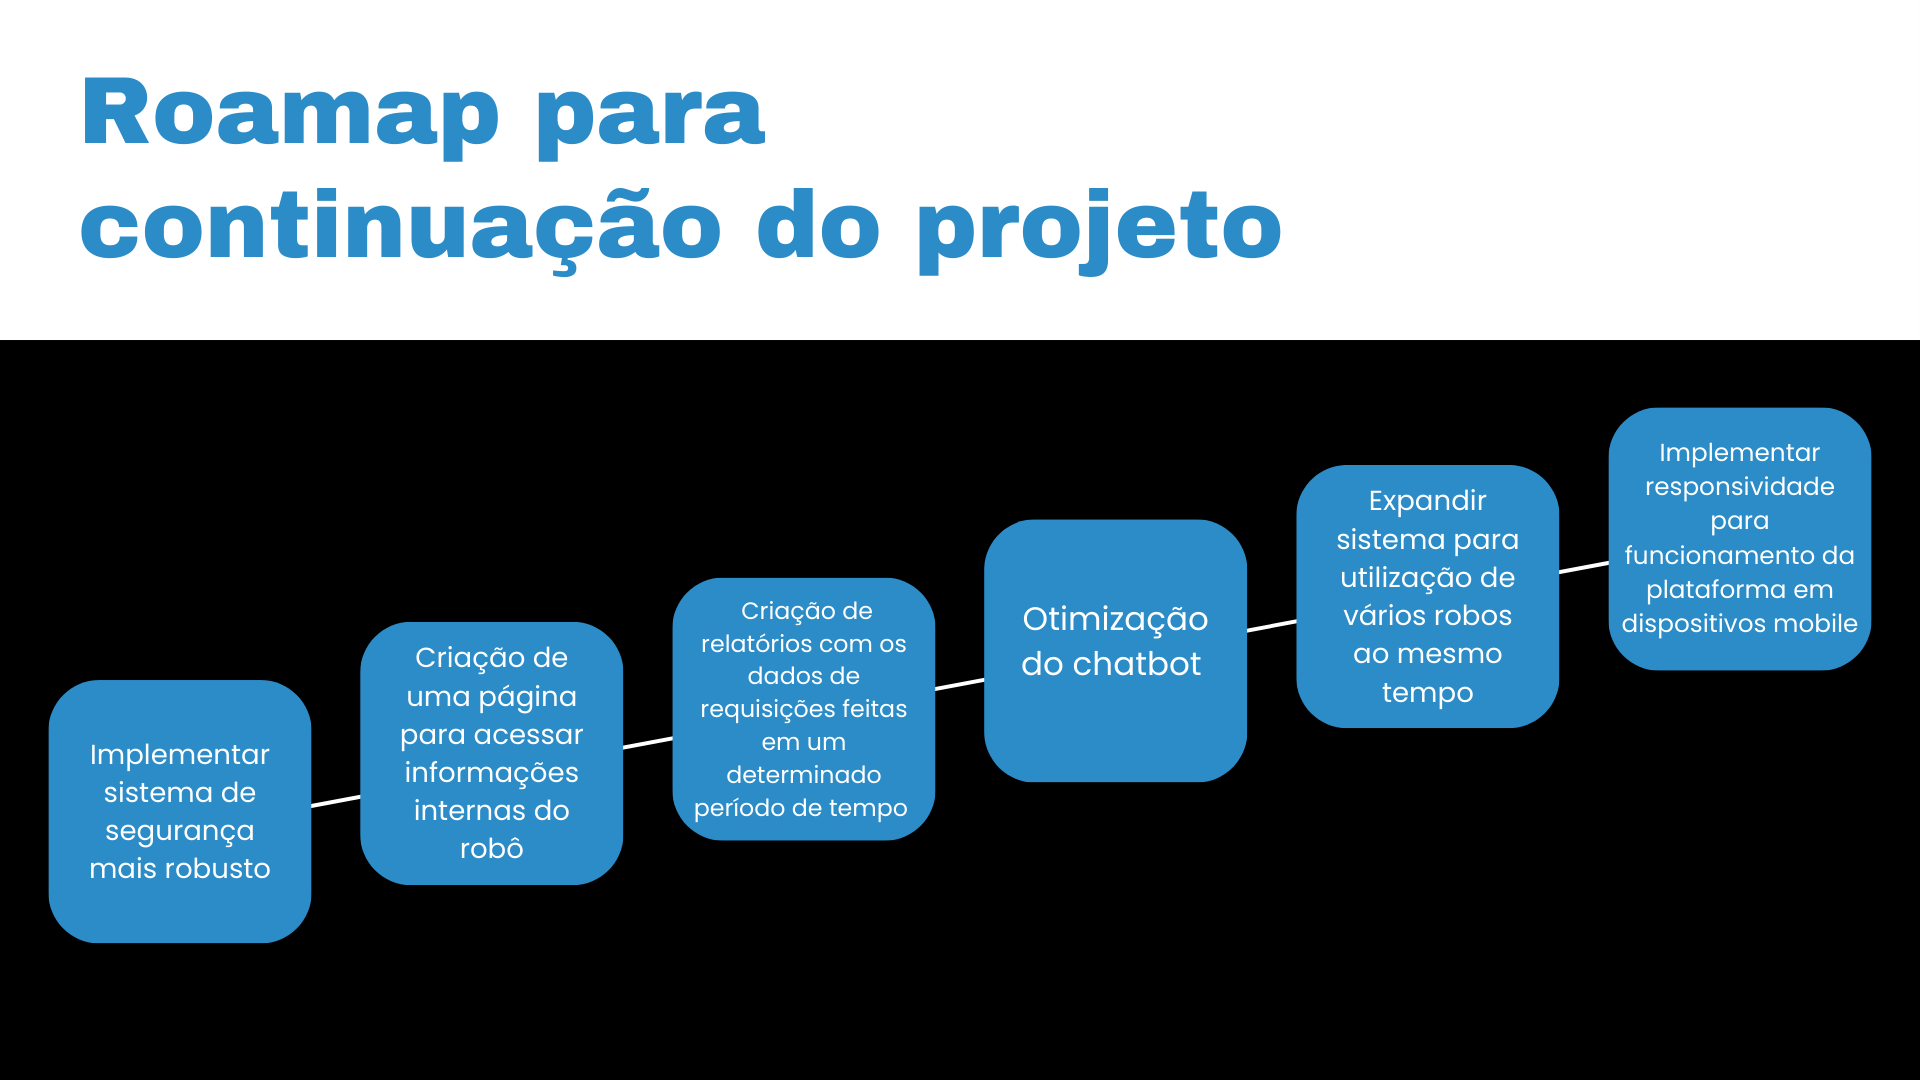 Roamap para
continuação do projeto
Implementar
sistema de
segurança
mais robusto
Criação de
uma página
para acessar
informações
internas do
robô
Criação de
relatórios com os
dados de
requisições feitas
em um
determinado
período de tempo
Otimização
do chatbot
Expandir
sistema para
utilização de
vários robos
ao mesmo
tempo
Implementar
responsividade
para
funcionamento da
plataforma em
dispositivos mobile